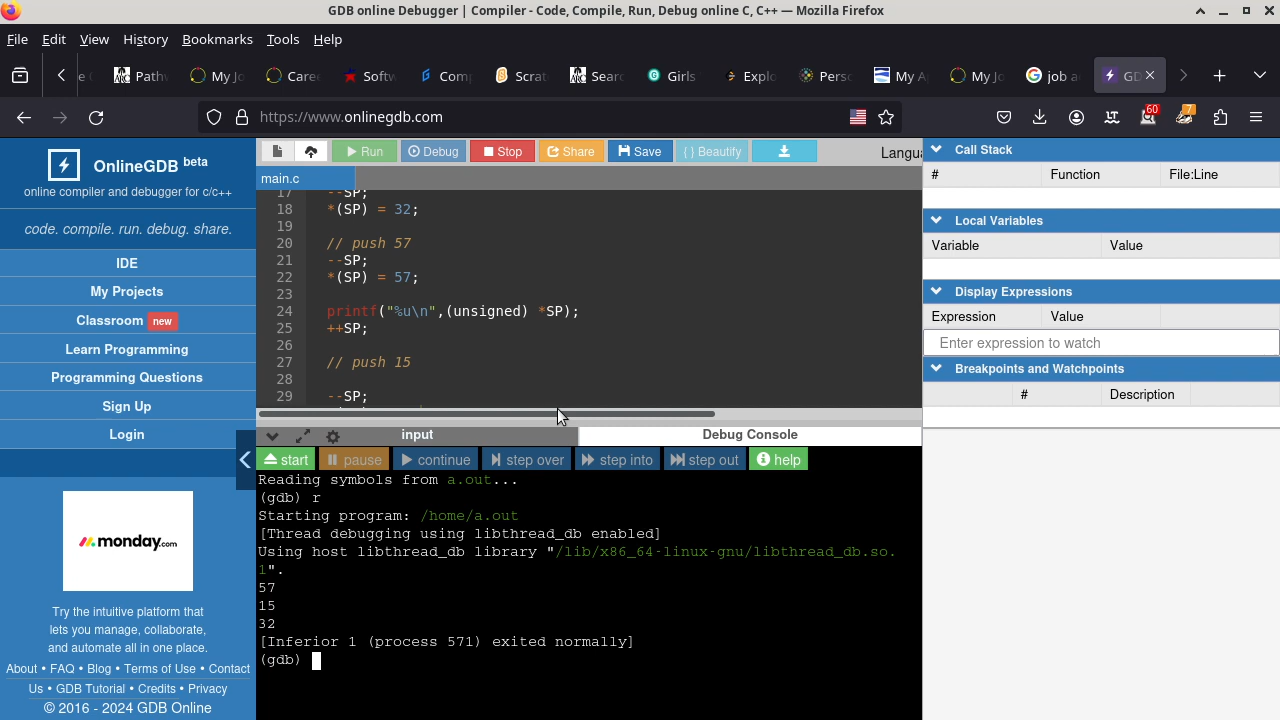 GDB online Debugger | Compiler - Code, Compile, Run, Debug online C, C++ — Mozilla Firefox
File Edit View History Bookmarks Tools Help
e Path My Jo Caree Softw Comp Scrat Sear Girls Explo Perso My A My Jo job a GD
https://www.onlinegdb.com 60 7
OnlineGDB beta
online compiler and debugger for c/c++
code. compile. run. debug. share.
IDE
My Projects
Classroom new
Learn Programming
Programming Questions
Sign Up
Login
monday.com
Try the intuitive platform that
lets you manage, collaborate,
and automate all in one place.
About • FAQ • Blog • Terms of Use • Contact
Us • GDB Tutorial • Credits • Privacy
© 2016 - 2024 GDB Online
Run Debug Stop Share Save { } Beautify Langua
main.c
17 --SP;
18 *(SP) = 32;
19
20 // push 57
21 --SP;
22 *(SP) = 57;
23
24 printf("%u\n",(unsigned) *SP);
25 ++SP;
26
27 // push 15
28
29 --SP;
input Debug Console
start pause continue step over step into step out help
Reading symbols from a.out...
(gdb) r
Starting program: /home/a.out
[Thread debugging using libthread_db enabled]
Using host libthread_db library "/lib/x86_64-linux-gnu/libthread_db.so.
1".
57
15
32
[Inferior 1 (process 571) exited normally]
(gdb)
Call Stack
# Function File:Line
Local Variables
Variable Value
Display Expressions
Expression Value
Enter expression to watch
Breakpoints and Watchpoints
# Description